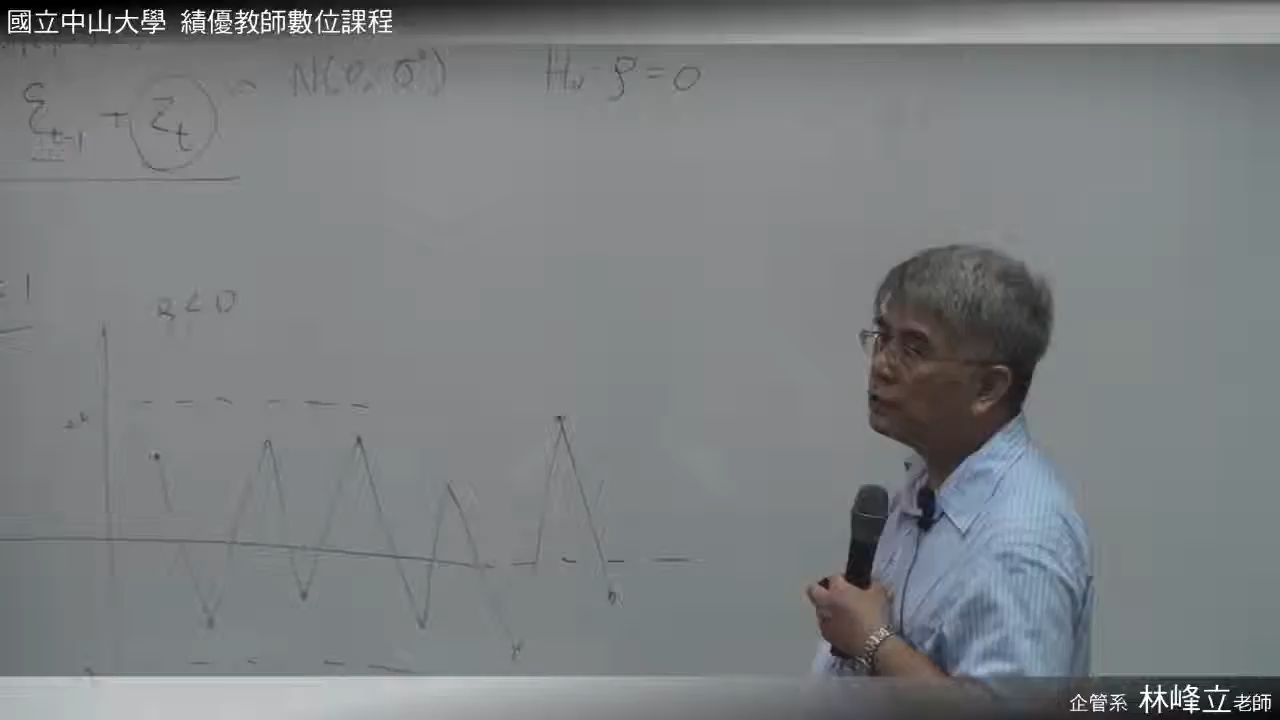 國立中山大學 績優教師數位課程
ε_{t-1} + Z_t ~ N(0, σ²) H₀: ρ = 0
= 1
ρ < 0
企管系 林峰立老師